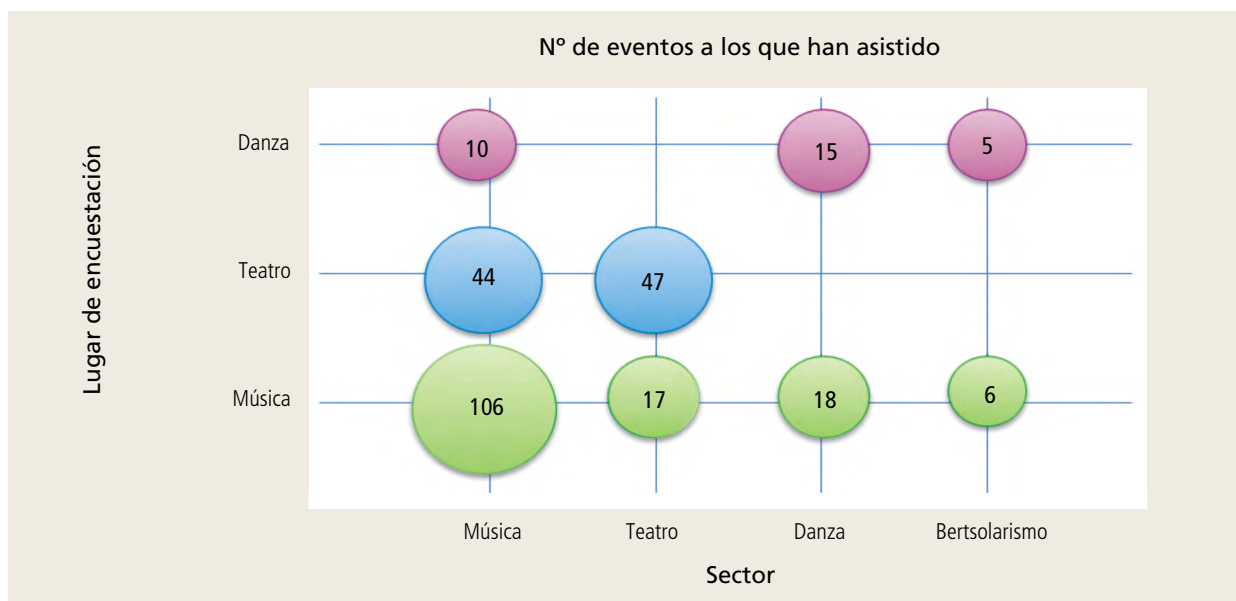 Nº de eventos a los que han asistido
Lugar de encuestación
Danza
10
15
5
Teatro
44
47
Música
106
17
18
6
Música
Teatro
Danza
Bertsolarismo
Sector